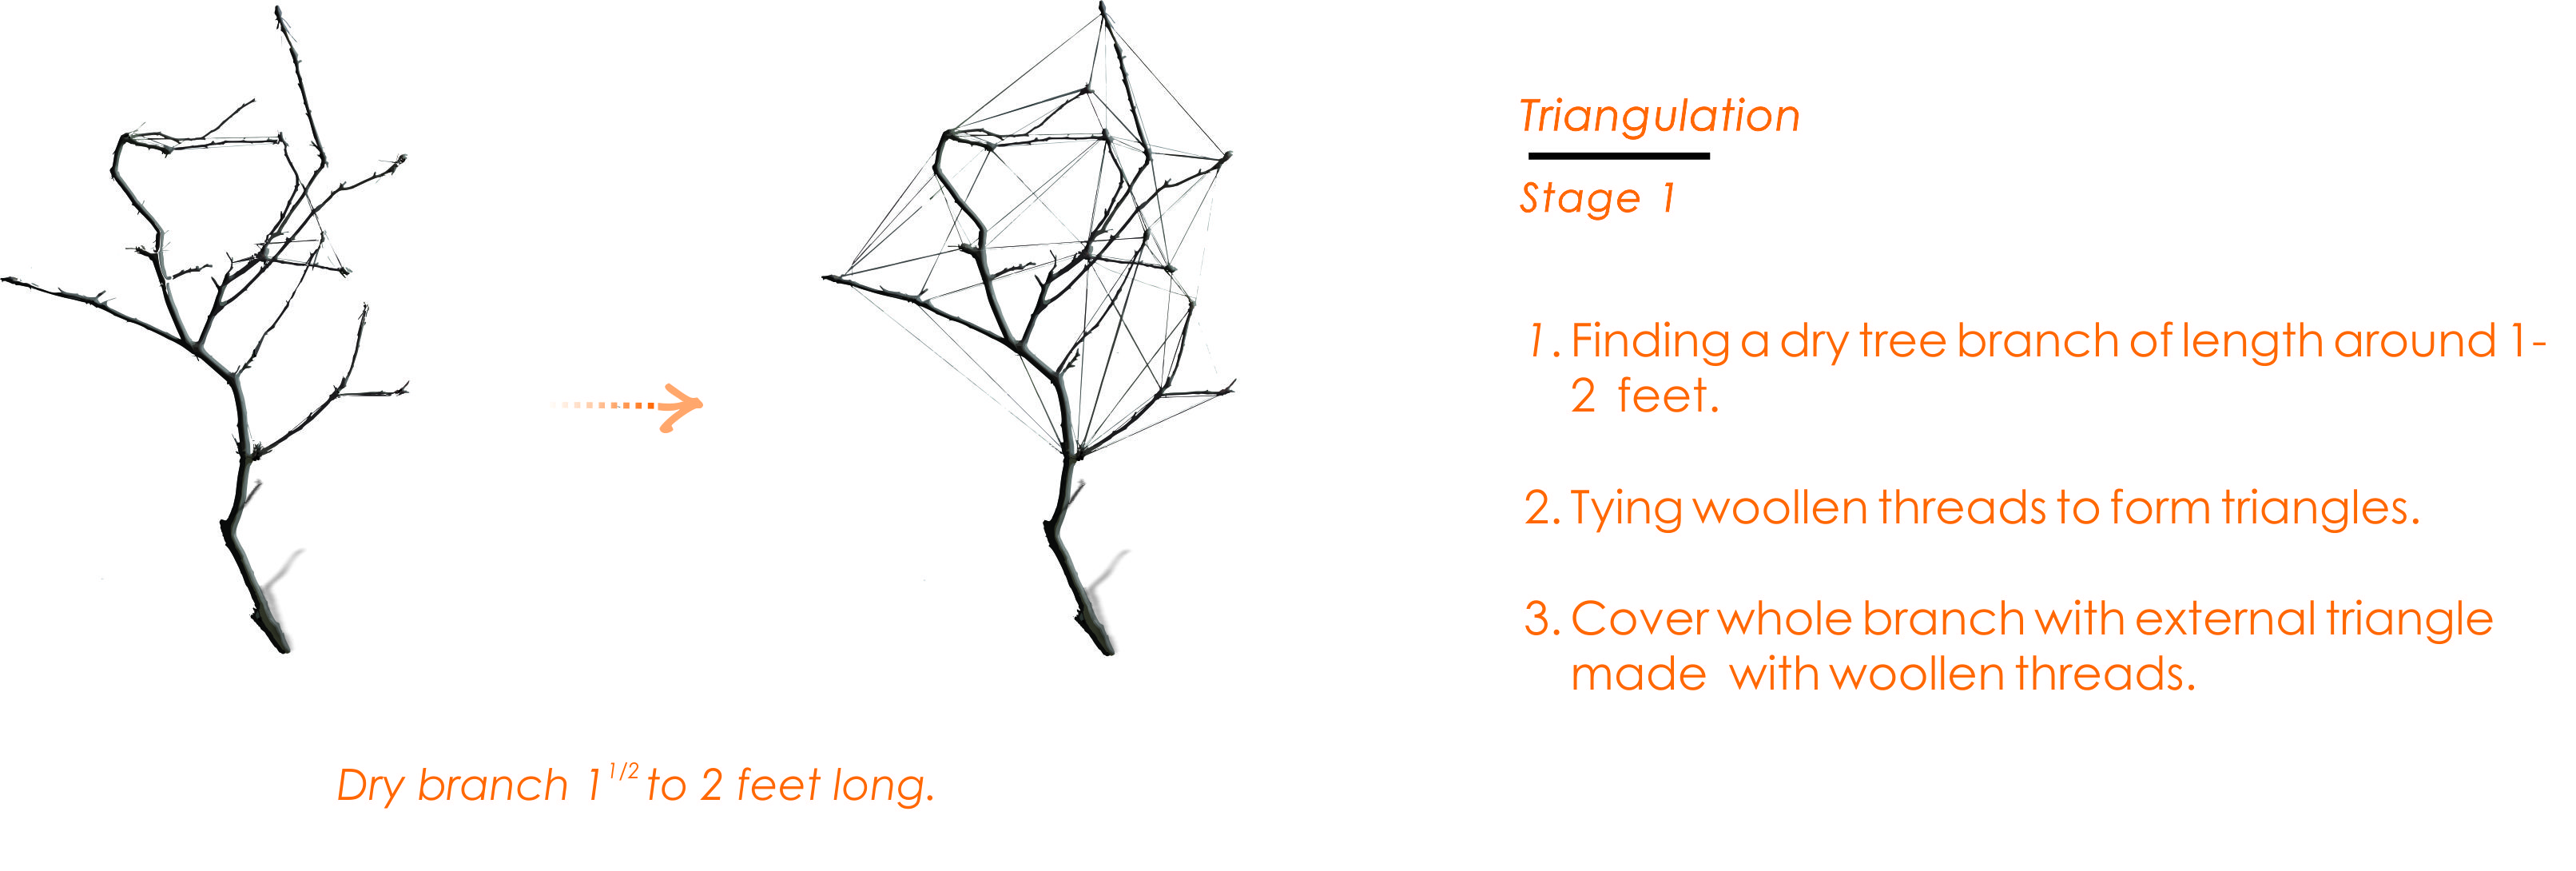 Triangulation
Stage 1
1. Finding a dry tree branch of length around 1-
2 feet.
2. Tying woollen threads to form triangles.
3. Cover whole branch with external triangle
made with woollen threads.
Dry branch 1 1/2 to 2 feet long.